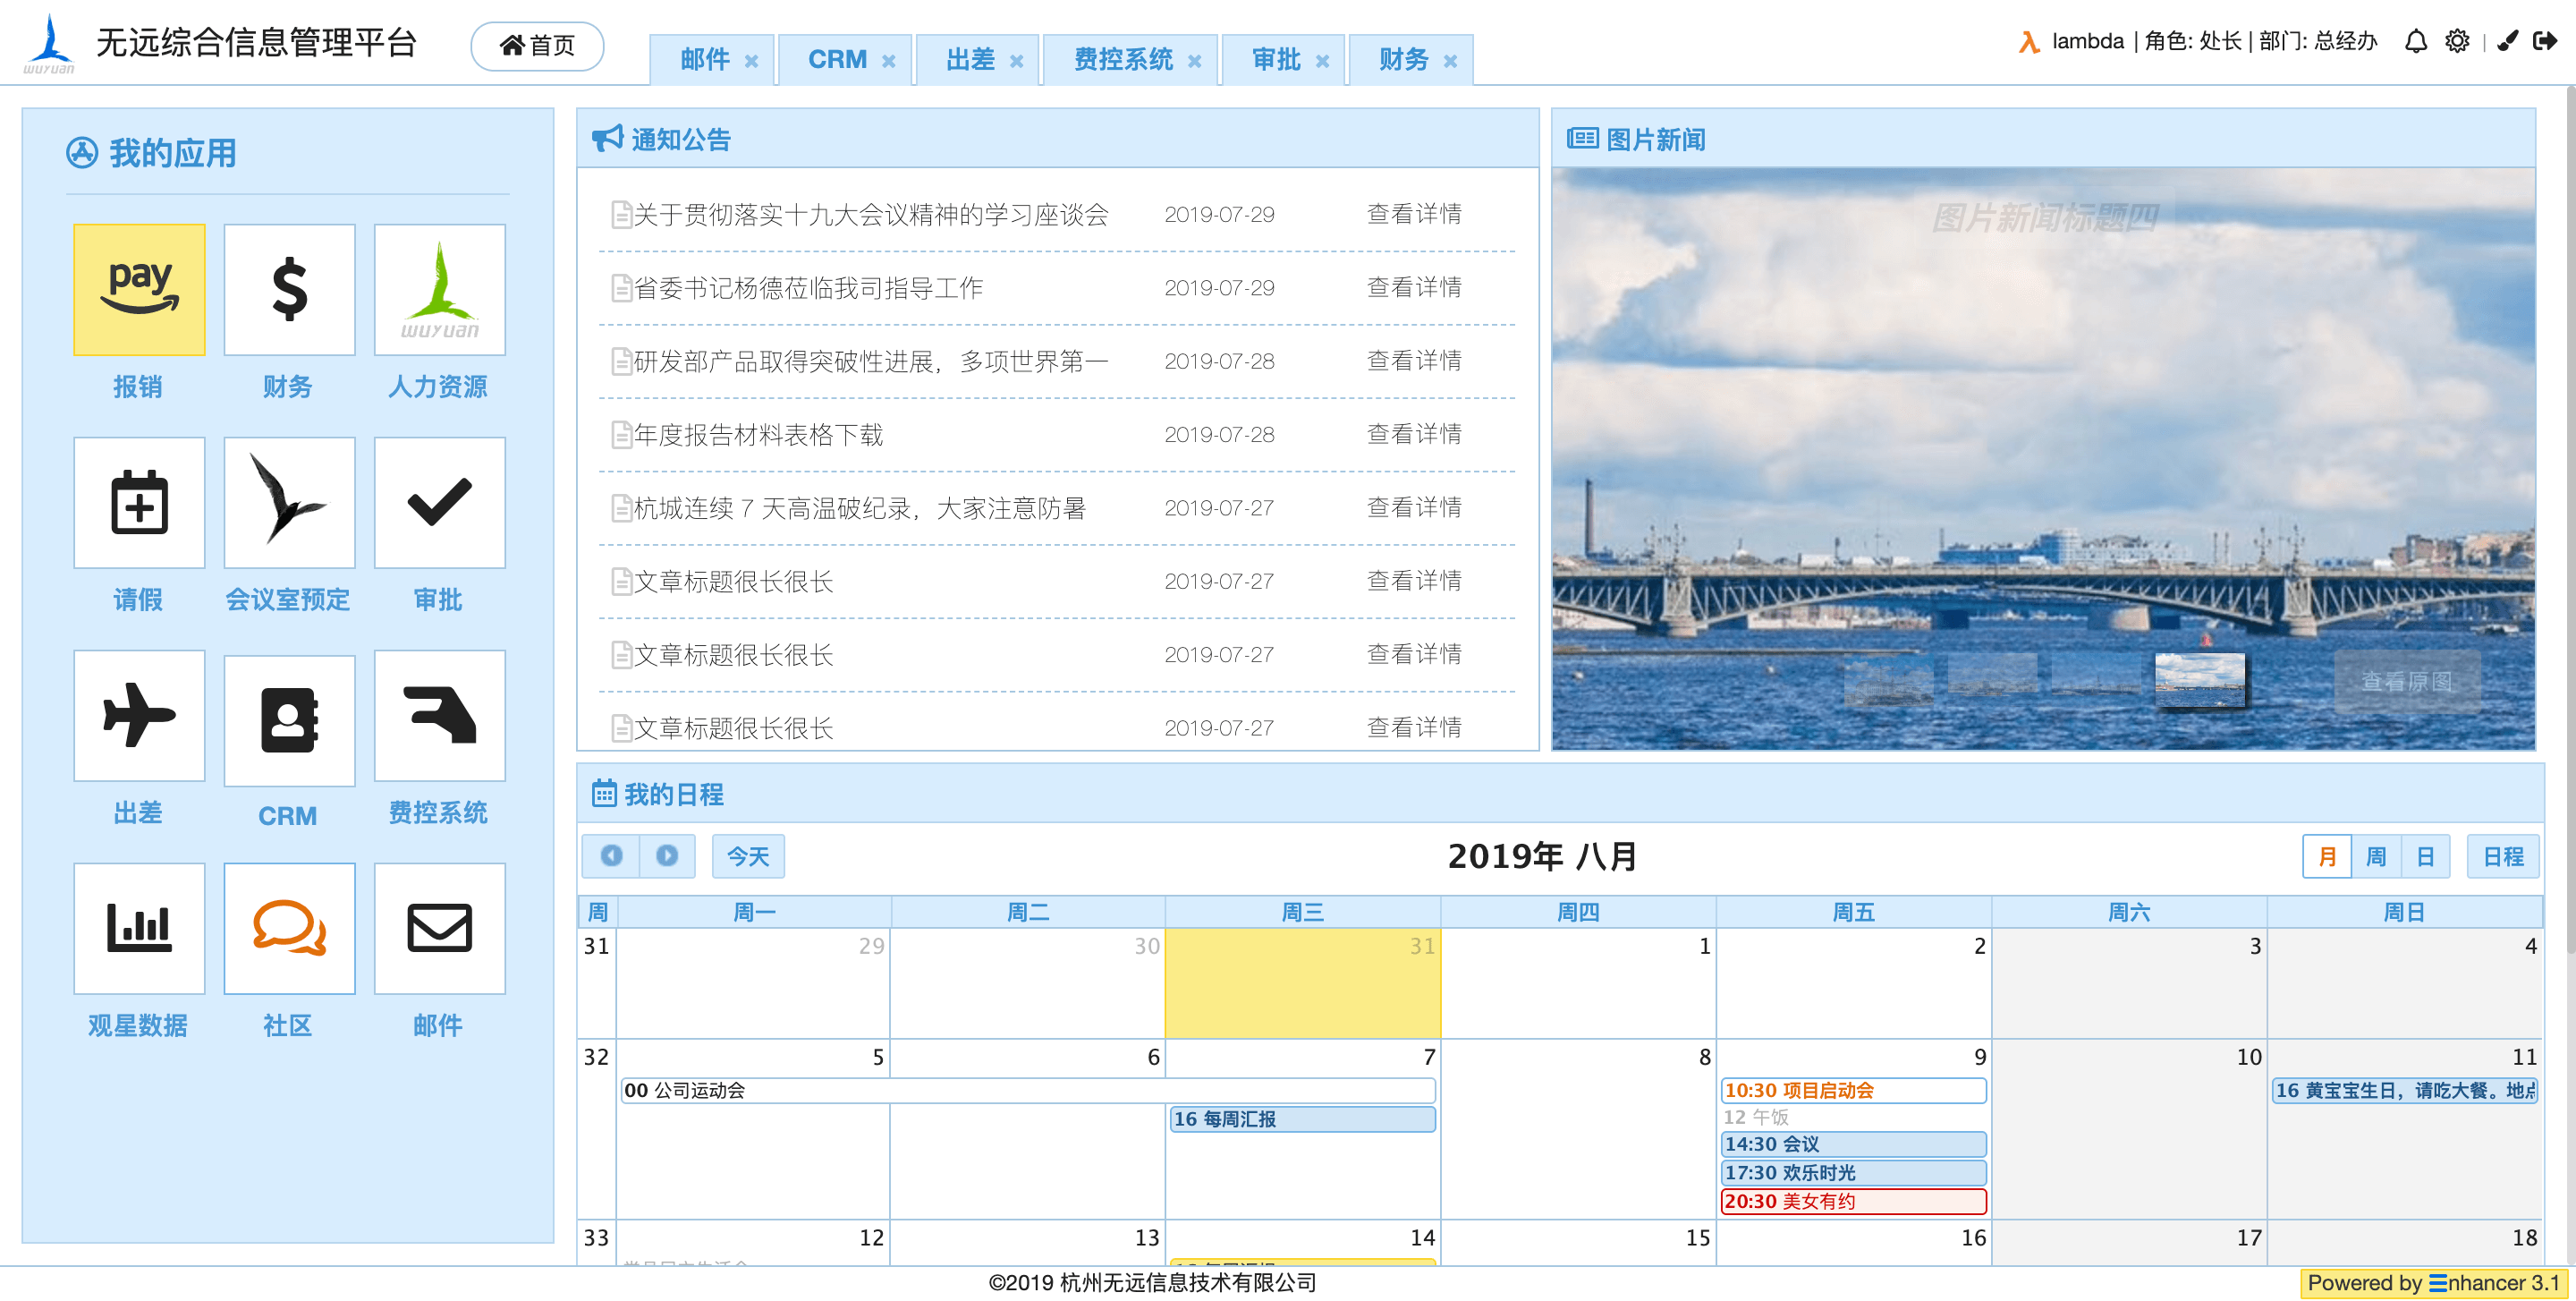 wuyuan
无远综合信息管理平台
首页
邮件 ×
CRM ×
出差 ×
费控系统 ×
审批 ×
财务 ×
lambda | 角色: 处长 | 部门: 总经办 |
我的应用
pay
wuyuan
报销 财务 人力资源
请假 会议室预定 审批
出差 CRM 费控系统
观星数据 社区 邮件
通知公告
关于贯彻落实十九大会议精神的学习座谈会 2019-07-29 查看详情
省委书记杨德莅临我司指导工作 2019-07-29 查看详情
研发部产品取得突破性进展，多项世界第一 2019-07-28 查看详情
年度报告材料表格下载 2019-07-28 查看详情
杭城连续 7 天高温破纪录，大家注意防暑 2019-07-27 查看详情
文章标题很长很长 2019-07-27 查看详情
文章标题很长很长 2019-07-27 查看详情
文章标题很长很长 2019-07-27 查看详情
图片新闻
图片新闻标题四
查看原图
我的日程
今天
2019年 八月
月 周 日 日程
周 周一 周二 周三 周四 周五 周六 周日
31 29 30 31 1 2 3 4
32 5 6 7 8 9 10 11
00 公司运动会
16 每周汇报
10:30 项目启动会
12 午饭
14:30 会议
17:30 欢乐时光
20:30 美女有约
16 黄宝宝生日，请吃大餐。地点
33 12 13 14 15 16 17 18
©2019 杭州无远信息技术有限公司
Powered by Enhancer 3.1